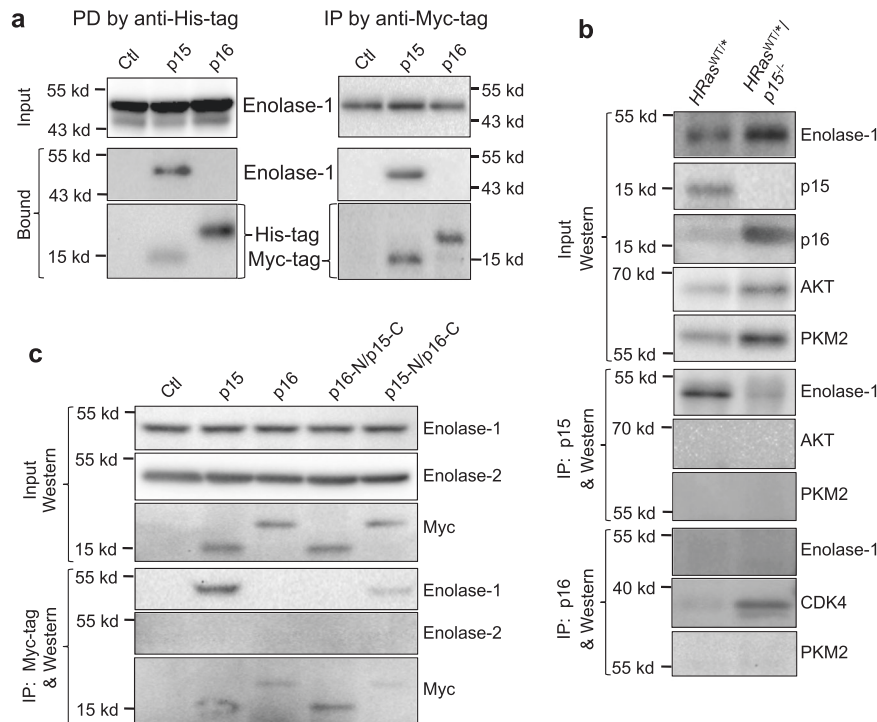 a
PD by anti-His-tag
IP by anti-Myc-tag
Ctl
p15
p16
Ctl
p15
p16
Input
55 kd
43 kd
Enolase-1
55 kd
43 kd
Bound
55 kd
43 kd
Enolase-1
55 kd
43 kd
15 kd
His-tag
Myc-tag
15 kd
b
HRasWT/*
HRasWT/*/
p15-/-
Input
Western
55 kd
Enolase-1
15 kd
p15
15 kd
p16
70 kd
AKT
PKM2
55 kd
IP: p15
& Western
55 kd
Enolase-1
70 kd
AKT
PKM2
55 kd
IP: p16
& Western
55 kd
Enolase-1
40 kd
CDK4
PKM2
55 kd
c
Ctl
p15
p16
p16-N/p15-C
p15-N/p16-C
Input
Western
55 kd
Enolase-1
55 kd
Enolase-2
Myc
15 kd
IP: Myc-tag
& Western
55 kd
Enolase-1
55 kd
Enolase-2
Myc
15 kd